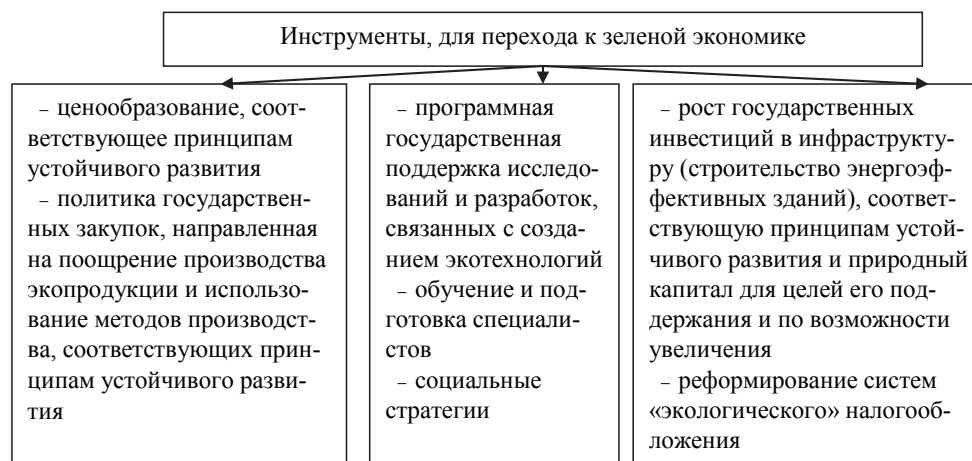 Инструменты, для перехода к зеленой экономике
– ценообразование, соот-
ветствующее принципам
устойчивого развития
– политика государствен-
ных закупок, направленная
на поощрение производства
экопродукции и использо-
вание методов производст-
ва, соответствующих прин-
ципам устойчивого разви-
тия
– программная
государственная
поддержка исследо-
ваний и разработок,
связанных с созд
анием экотехнологий
– обучение и под-
готовка специали-
стов
– социальные
стратегии
– рост государственных
инвестиций в инфраструкту-
ру (строительство энергоэф-
фективных зданий), соответ-
ствующую принципам устой-
чивого развития и природный
капитал для целей его под-
держания и по возможности
увеличения
– реформирование систем
«экологического» налогооб-
ложения